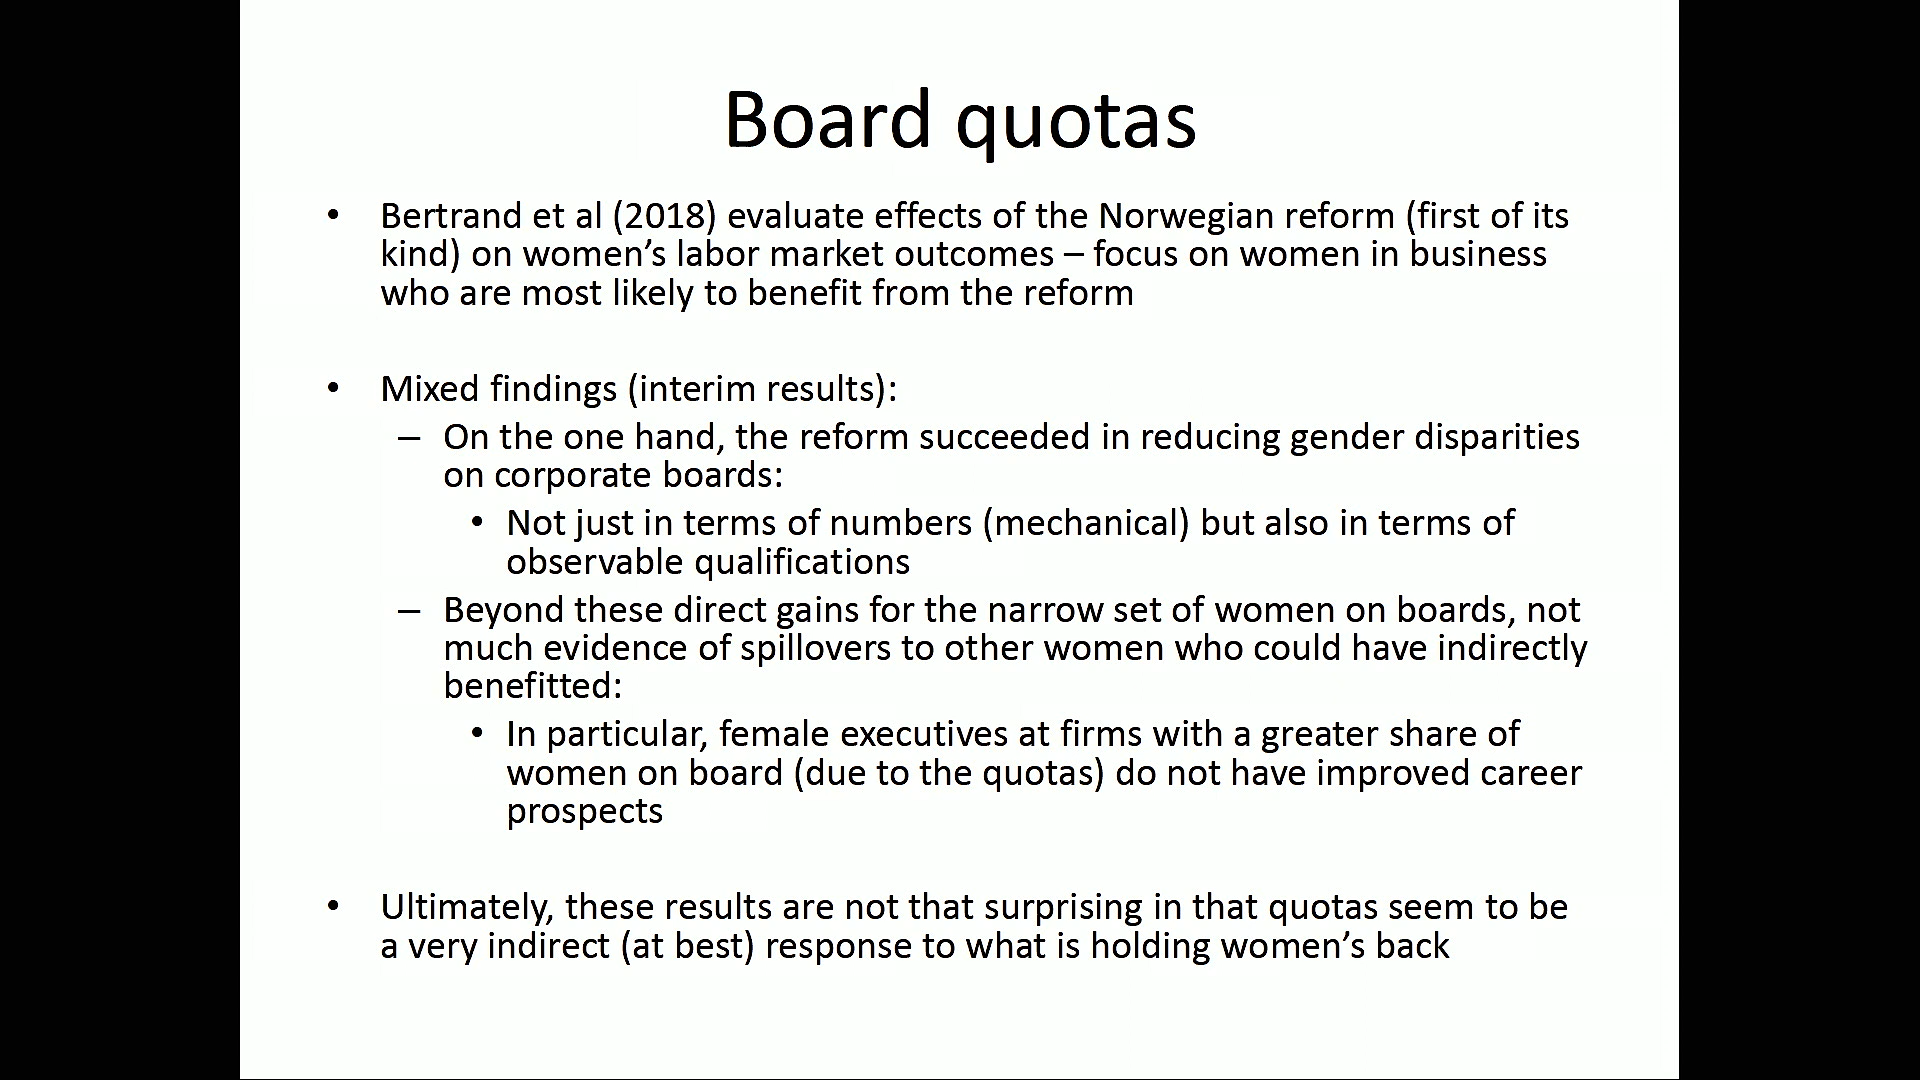 Board quotas
• Bertrand et al (2018) evaluate effects of the Norwegian reform (first of its
kind) on women’s labor market outcomes – focus on women in business
who are most likely to benefit from the reform
• Mixed findings (interim results):
– On the one hand, the reform succeeded in reducing gender disparities
on corporate boards:
• Not just in terms of numbers (mechanical) but also in terms of
observable qualifications
– Beyond these direct gains for the narrow set of women on boards, not
much evidence of spillovers to other women who could have indirectly
benefitted:
• In particular, female executives at firms with a greater share of
women on board (due to the quotas) do not have improved career
prospects
• Ultimately, these results are not that surprising in that quotas seem to be
a very indirect (at best) response to what is holding women’s back